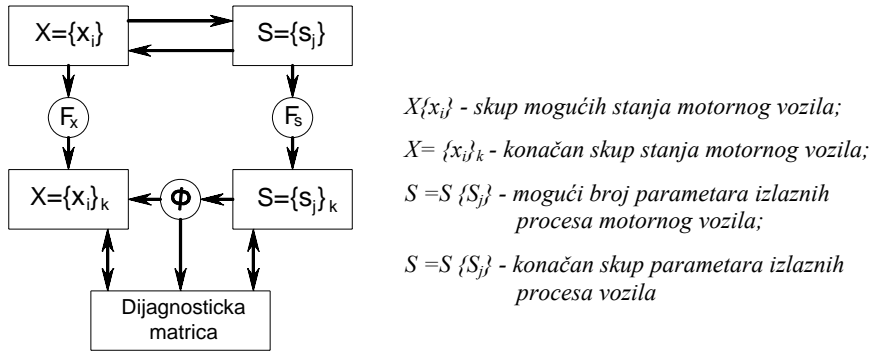 X={xᵢ}
S={sⱼ}
Fₓ
Fₛ
X={xᵢ}ₖ
Φ
S={sⱼ}ₖ
Dijagnosticka
matrica
X{xᵢ} - skup mogućih stanja motornog vozila;
X= {xᵢ}ₖ - konačan skup stanja motornog vozila;
S =S {Sⱼ} - mogući broj parametara izlaznih
procesa motornog vozila;
S =S {Sⱼ} - konačan skup parametara izlaznih
procesa vozila